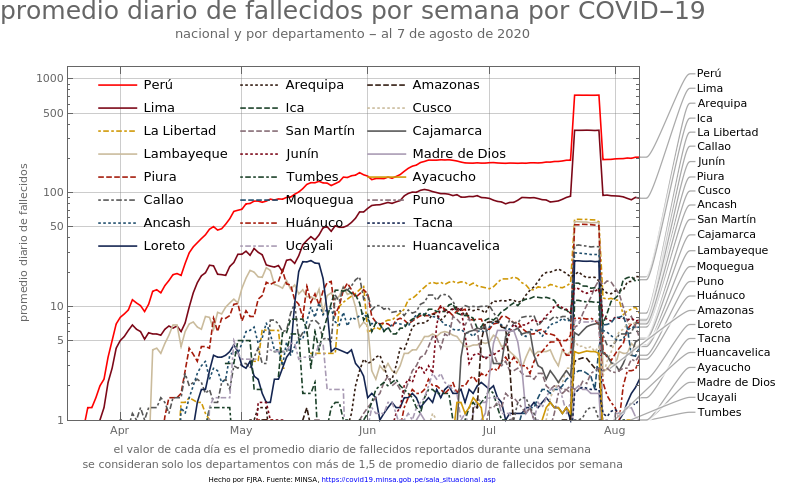 promedio diario de fallecidos por semana por COVID−19
nacional y por departamento − al 7 de agosto de 2020
promedio diario de fallecidos
1000
500
100
50
10
5
1
Apr
May
Jun
Jul
Aug
Perú
Lima
La Libertad
Lambayeque
Piura
Callao
Ancash
Loreto
Arequipa
Ica
San Martín
Junín
Tumbes
Moquegua
Huánuco
Ucayali
Amazonas
Cusco
Cajamarca
Madre de Dios
Ayacucho
Puno
Tacna
Huancavelica
Perú
Lima
Arequipa
Ica
La Libertad
Callao
Junín
Piura
Cusco
Ancash
San Martín
Cajamarca
Lambayeque
Moquegua
Puno
Huánuco
Amazonas
Loreto
Tacna
Huancavelica
Ayacucho
Madre de Dios
Ucayali
Tumbes
el valor de cada día es el promedio diario de fallecidos reportados durante una semana
se consideran solo los departamentos con más de 1,5 de promedio diario de fallecidos por semana
Hecho por FJRA. Fuente: MINSA, https://covid19.minsa.gob.pe/sala_situacional.asp